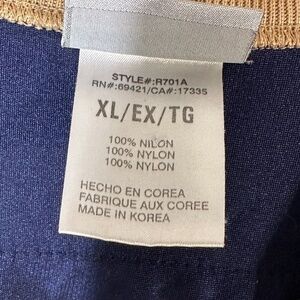 STYLE#:R701A
RN#:69421/CA#:17335
XL/EX/TG
100% NILON
100% NYLON
100% NYLON
HECHO EN COREA
FABRIQUE AUX COREE
MADE IN KOREA